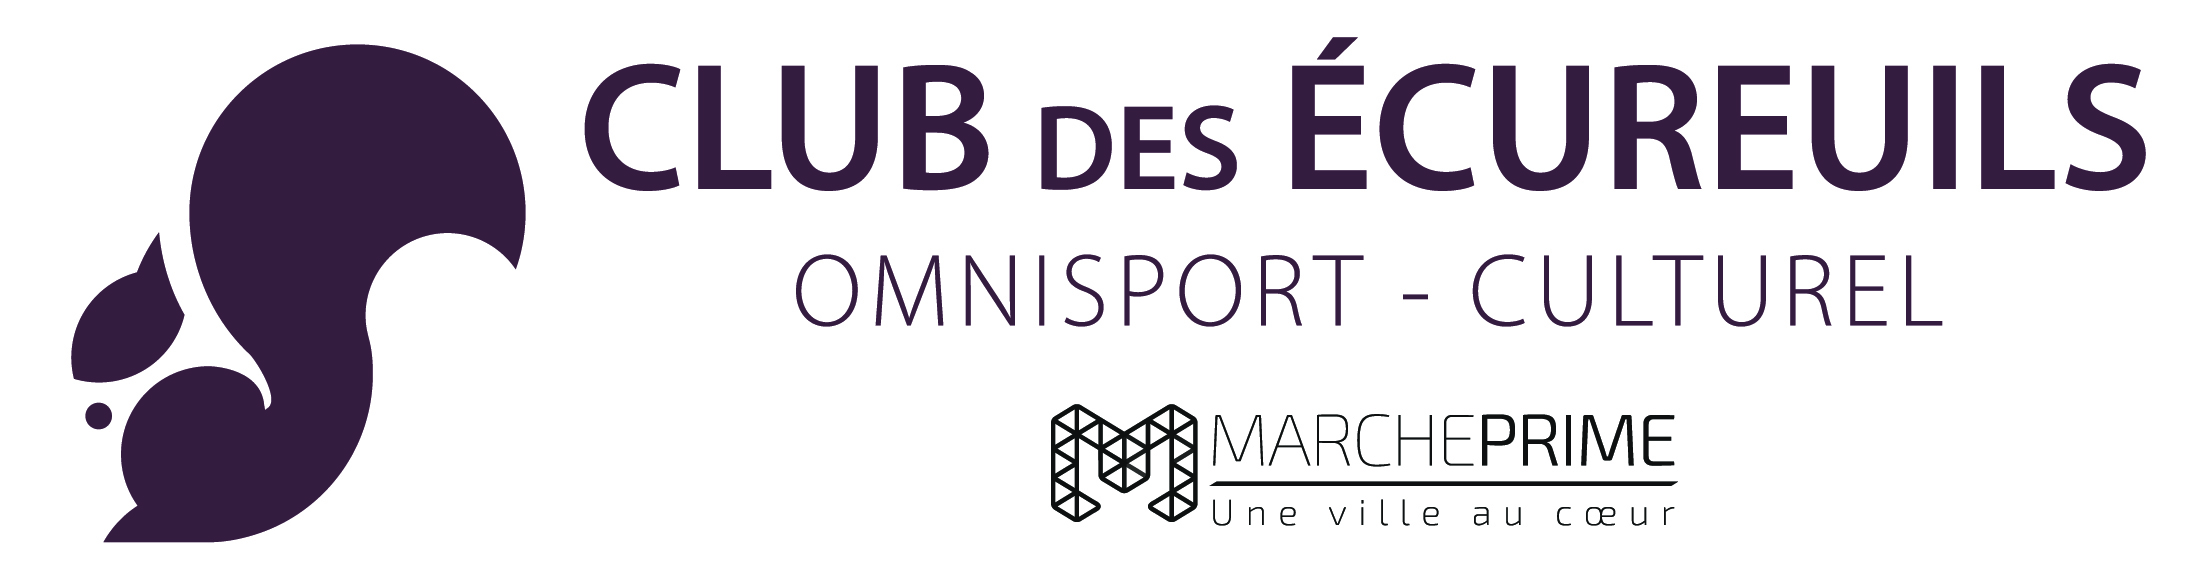 CLUB DES ÉCUREUILS
OMNISPORT - CULTUREL
MARCHEPRIME
Une ville au cœur